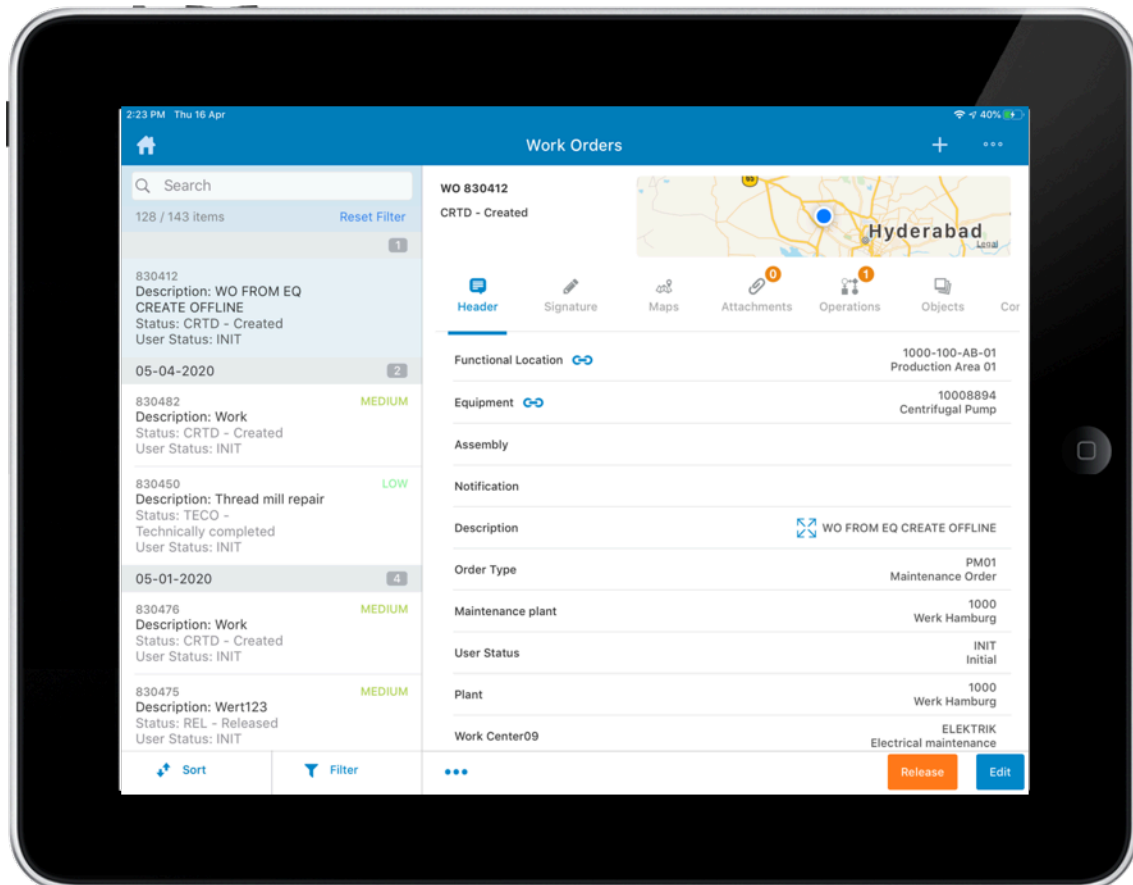 2:23 PM Thu 16 Apr
40%
Work Orders
Search
128 / 143 items
Reset Filter
1
830412
Description: WO FROM EQ
CREATE OFFLINE
Status: CRTD - Created
User Status: INIT
05-04-2020
2
830482
MEDIUM
Description: Work
Status: CRTD - Created
User Status: INIT
830450
LOW
Description: Thread mill repair
Status: TECO -
Technically completed
User Status: INIT
05-01-2020
4
830476
MEDIUM
Description: Work
Status: CRTD - Created
User Status: INIT
830475
MEDIUM
Description: Wert123
Status: REL - Released
User Status: INIT
Sort
Filter
WO 830412
CRTD - Created
65
Hyderabad
Legal
Header
Signature
Maps
0
Attachments
1
Operations
Objects
Cor
Functional Location
1000-100-AB-01
Production Area 01
Equipment
10008894
Centrifugal Pump
Assembly
Notification
Description
WO FROM EQ CREATE OFFLINE
Order Type
PM01
Maintenance Order
Maintenance plant
1000
Werk Hamburg
User Status
INIT
Initial
Plant
1000
Werk Hamburg
Work Center09
ELEKTRIK
Electrical maintenance
Release
Edit